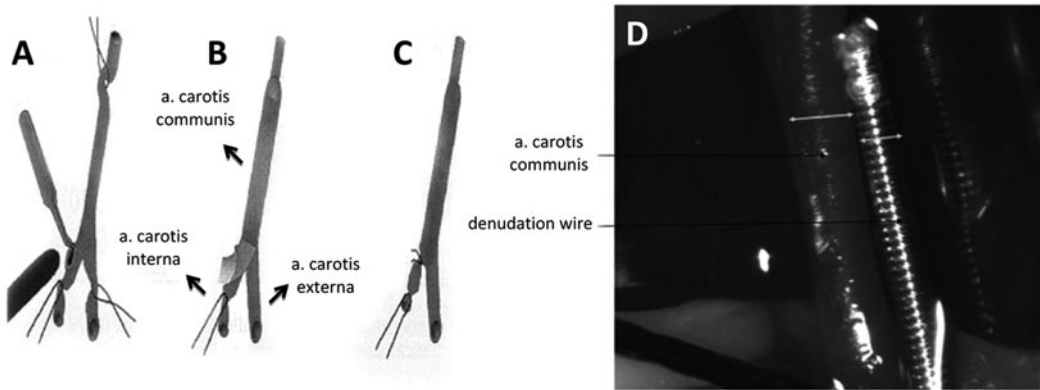 A
B
C
D
a. carotis
communis
a. carotis
interna
a. carotis
externa
a. carotis
communis
denudation wire